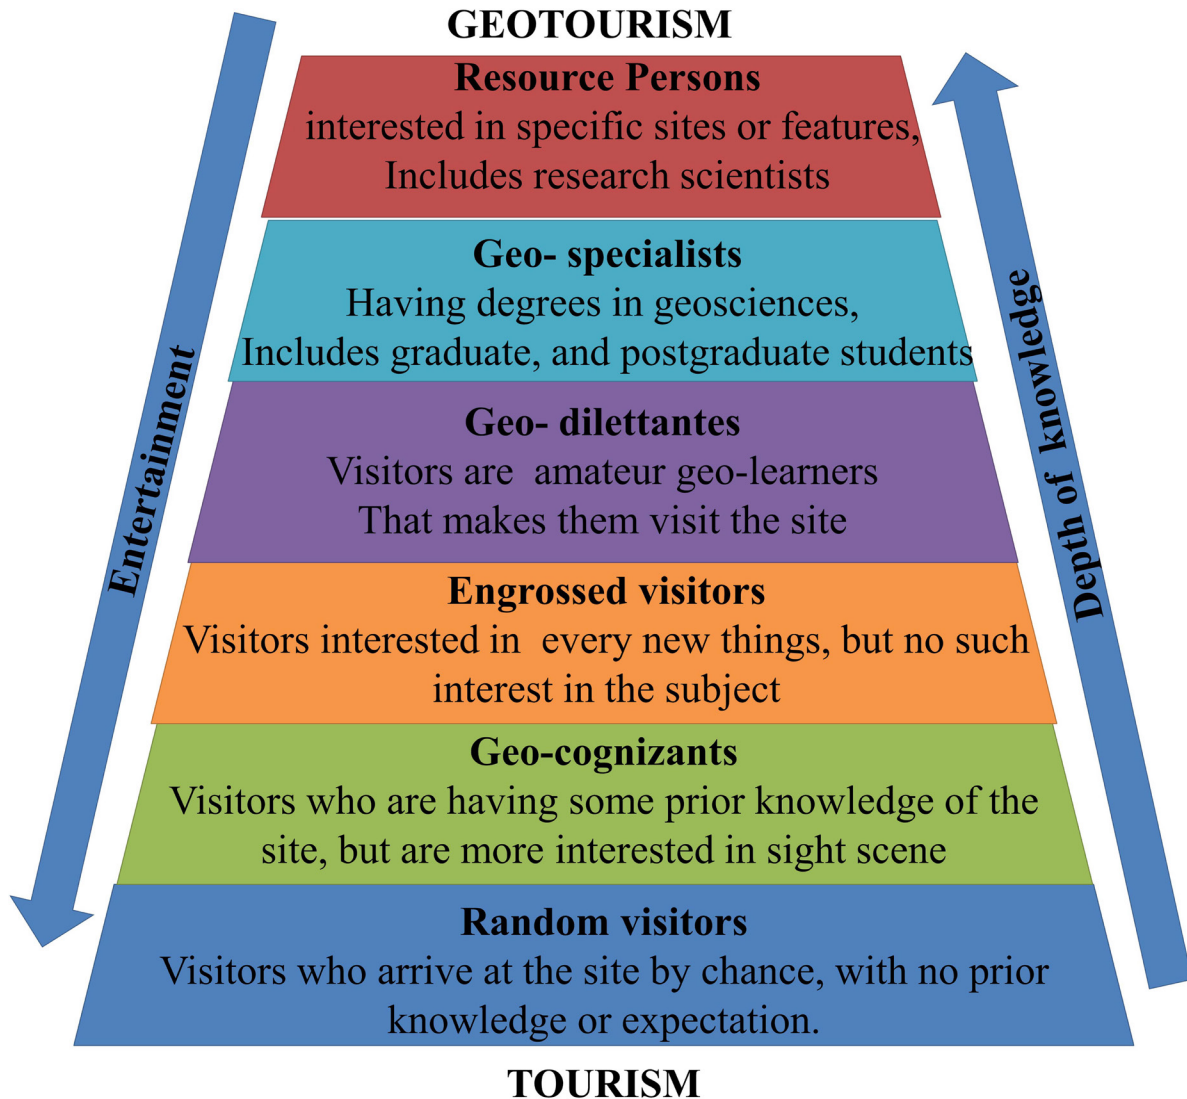 GEOTOURISM
Resource Persons
interested in specific sites or features,
Includes research scientists
Geo- specialists
Having degrees in geosciences,
Includes graduate, and postgraduate students
Geo- dilettantes
Visitors are  amateur geo-learners
That makes them visit the site
Engrossed visitors
Visitors interested in  every new things, but no such
interest in the subject
Geo-cognizants
Visitors who are having some prior knowledge of the
site, but are more interested in sight scene
Random visitors
Visitors who arrive at the site by chance, with no prior
knowledge or expectation.
TOURISM
Entertainment
Depth of  knowledge